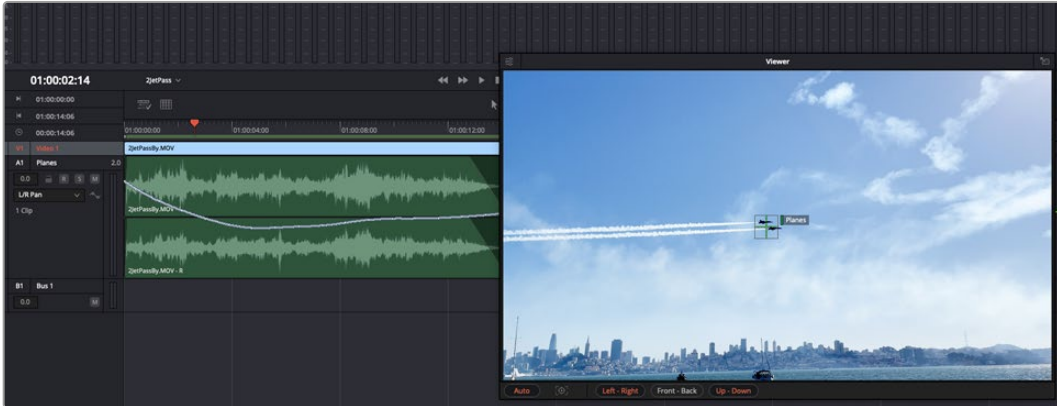 Viewer
01:00:02:14
2JetPass
01:00:00:00
01:00:14:06
00:00:14:06
01:00:00:00 01:00:04:00 01:00:08:00 01:00:12:00
V1 Video 1
2JetPassBy.MOV
A1 Planes 2.0
0.0 R S M
L/R Pan
1 Clip
2JetPassBy.MOV
2JetPassBy.MOV - R
B1 Bus 1
0.0 M
Planes
Auto Left - Right Front - Back Up - Down